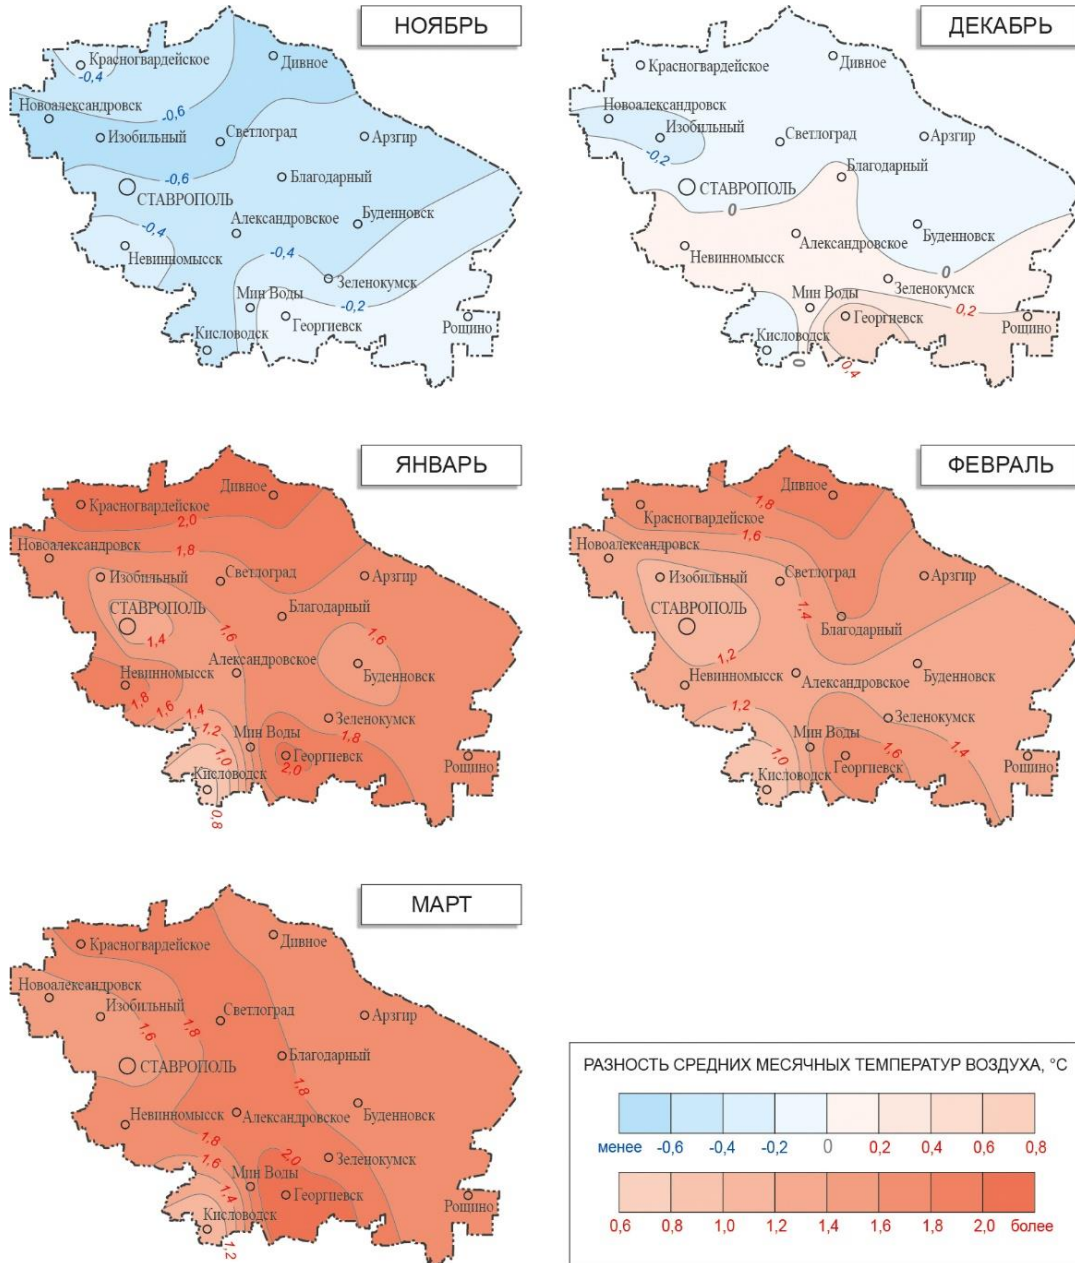 НОЯБРЬ
Красногвардейское
-0,4
Дивное
Новоалександровск
-0,6
Изобильный
Светлоград
Арзгир
-0,6
Благодарный
СТАВРОПОЛЬ
Буденновск
Александровское
-0,4
Невинномысск
-0,4
Зеленокумск
Мин Воды
-0,2
Георгиевск
Рощино
Кисловодск
ДЕКАБРЬ
Красногвардейское
Дивное
Новоалександровск
Изобильный
Светлоград
Арзгир
-0,2
Благодарный
СТАВРОПОЛЬ
0
Александровское
Буденновск
Невинномысск
0
Зеленокумск
Мин Воды
0,2
Георгиевск
Рощино
Кисловодск
0
0,4
ЯНВАРЬ
Дивное
Красногвардейское
2,0
Новоалександровск
1,8
Изобильный
Светлоград
Арзгир
СТАВРОПОЛЬ
Благодарный
1,4
1,6
1,6
Александровское
Невинномысск
Буденновск
1,8
1,6
1,4
Зеленокумск
1,2
Мин Воды
1,8
1,0
Георгиевск
Рощино
Кисловодск
2,0
0,8
ФЕВРАЛЬ
Дивное
1,8
Красногвардейское
1,6
Новоалександровск
Изобильный
Светлоград
Арзгир
СТАВРОПОЛЬ
1,4
Благодарный
1,2
Невинномысск
Александровское
Буденновск
1,2
Зеленокумск
Мин Воды
1,6
1,4
1,0
Кисловодск
Георгиевск
Рощино
МАРТ
Красногвардейское
Дивное
Новоалександровск
Изобильный
1,6
1,8
Светлоград
Арзгир
СТАВРОПОЛЬ
Благодарный
1,8
Невинномысск
Александровское
Буденновск
1,8
1,6
2,0
Зеленокумск
Мин Воды
1,4
Георгиевск
Рощино
Кисловодск
1,2
РАЗНОСТЬ СРЕДНИХ МЕСЯЧНЫХ ТЕМПЕРАТУР ВОЗДУХА, °С
менее -0,6 -0,4 -0,2 0 0,2 0,4 0,6 0,8
0,6 0,8 1,0 1,2 1,4 1,6 1,8 2,0 более